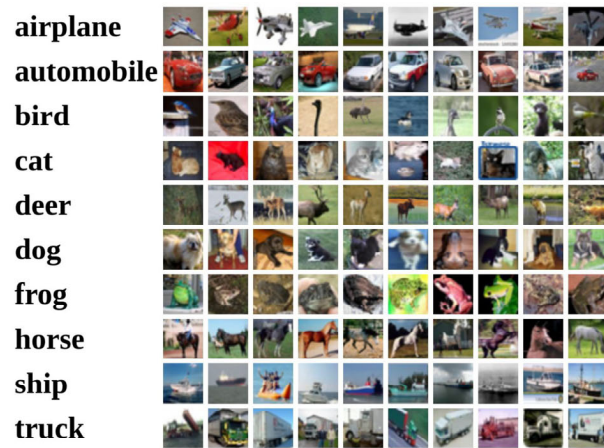 airplane
automobile
bird
cat
deer
dog
frog
horse
ship
truck